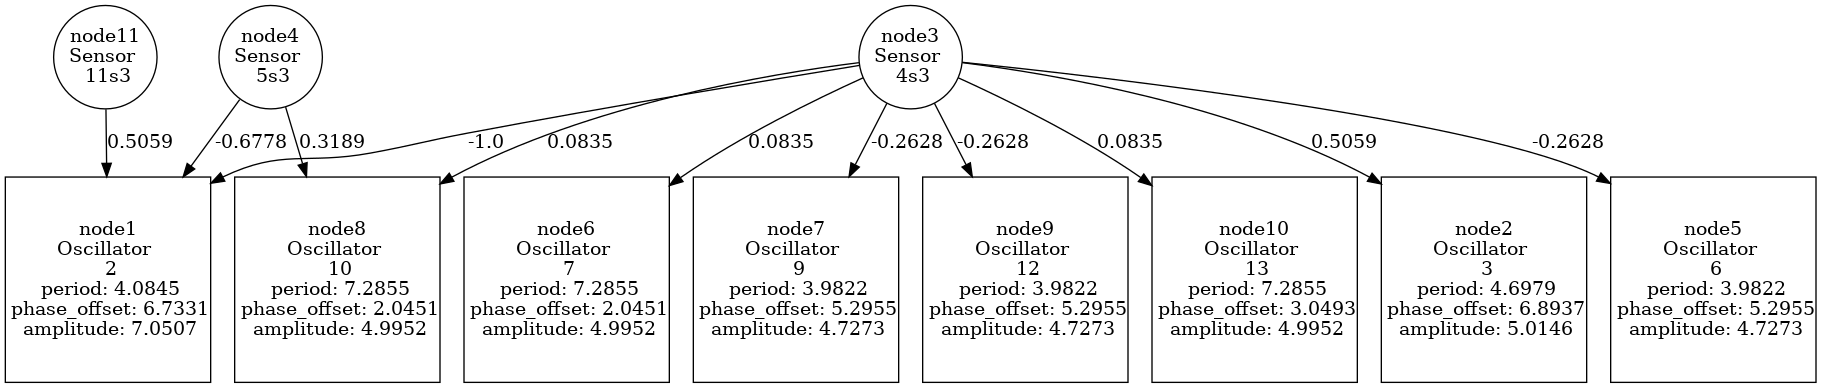 node11
Sensor
11s3
node4
Sensor
5s3
node3
Sensor
4s3
0.5059
-0.6778
0.3189
-1.0
0.0835
0.0835
-0.2628
-0.2628
0.0835
0.5059
-0.2628
node1
Oscillator
2
period: 4.0845
phase_offset: 6.7331
amplitude: 7.0507
node8
Oscillator
10
period: 7.2855
phase_offset: 2.0451
amplitude: 4.9952
node6
Oscillator
7
period: 7.2855
phase_offset: 2.0451
amplitude: 4.9952
node7
Oscillator
9
period: 3.9822
phase_offset: 5.2955
amplitude: 4.7273
node9
Oscillator
12
period: 3.9822
phase_offset: 5.2955
amplitude: 4.7273
node10
Oscillator
13
period: 7.2855
phase_offset: 3.0493
amplitude: 4.9952
node2
Oscillator
3
period: 4.6979
phase_offset: 6.8937
amplitude: 5.0146
node5
Oscillator
6
period: 3.9822
phase_offset: 5.2955
amplitude: 4.7273